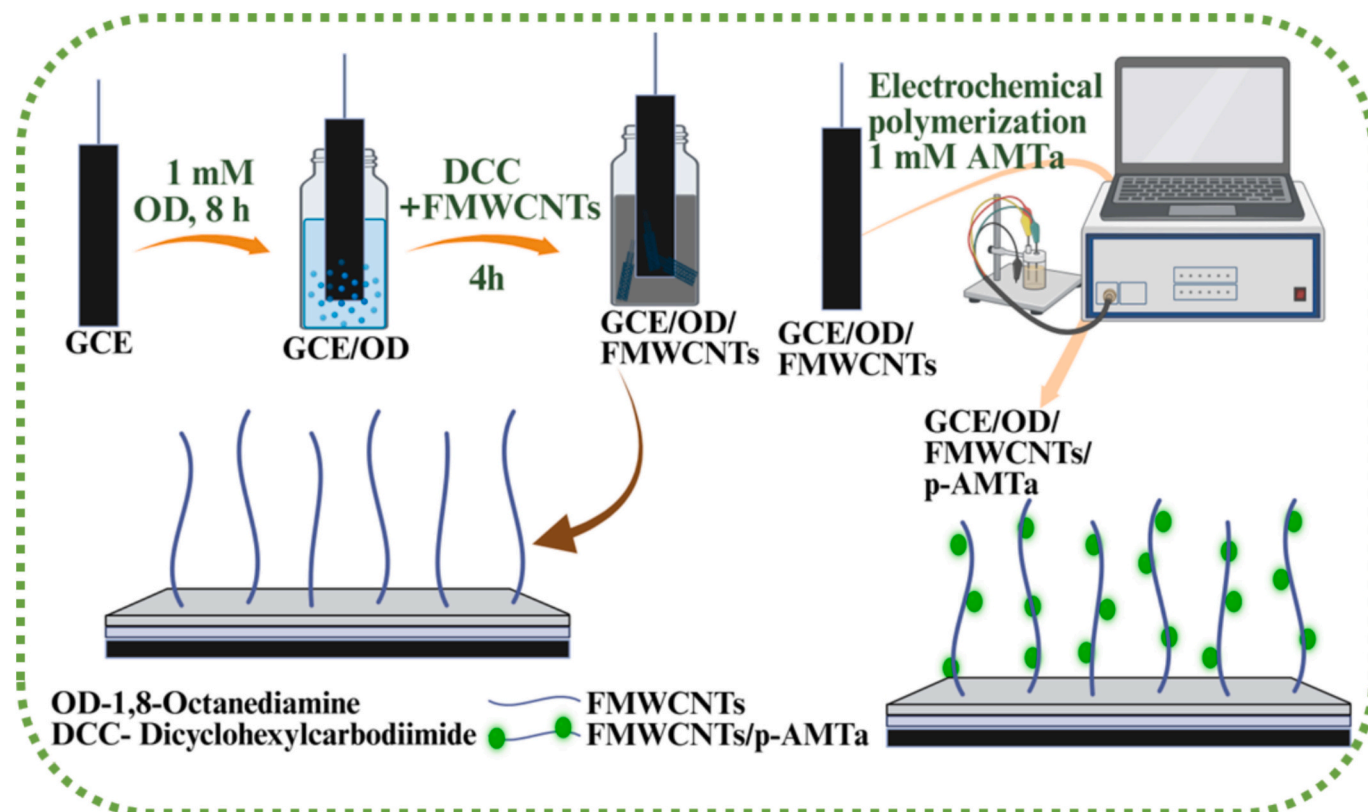 1 mM
OD, 8 h
GCE
GCE/OD
DCC
+FMWCNTs
4h
GCE/OD/
FMWCNTs
GCE/OD/
FMWCNTs
Electrochemical
polymerization
1 mM AMTa
GCE/OD/
FMWCNTs/
p-AMTa
OD-1,8-Octanediamine
DCC- Dicyclohexylcarbodiimide
FMWCNTs
FMWCNTs/p-AMTa